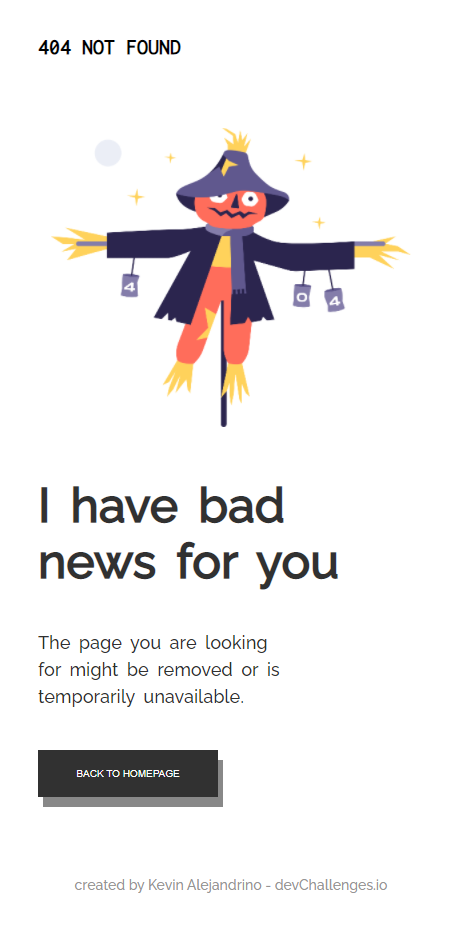 404 NOT FOUND
4
0 4
I have bad
news for you
The page you are looking
for might be removed or is
temporarily unavailable.
BACK TO HOMEPAGE
created by Kevin Alejandrino - devChallenges.io